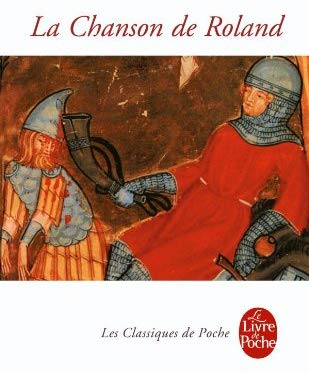 La Chanson de Roland
Les Classiques de Poche
Le
Livre
de
Poche